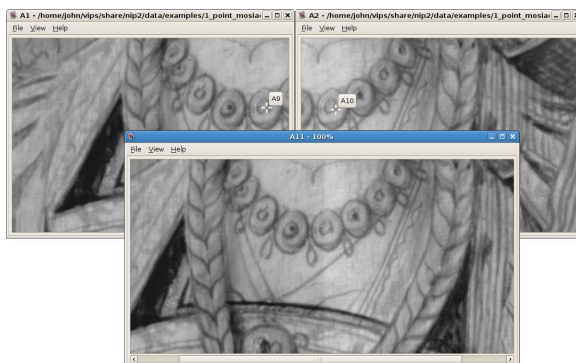 A1 - /home/john/vips/share/nip2/data/examples/1_point_mosia
File View Help
A9
A2 - /home/john/vips/share/nip2/data/examples/1_point_mosia
File View Help
A10
A11 - 100%
File View Help